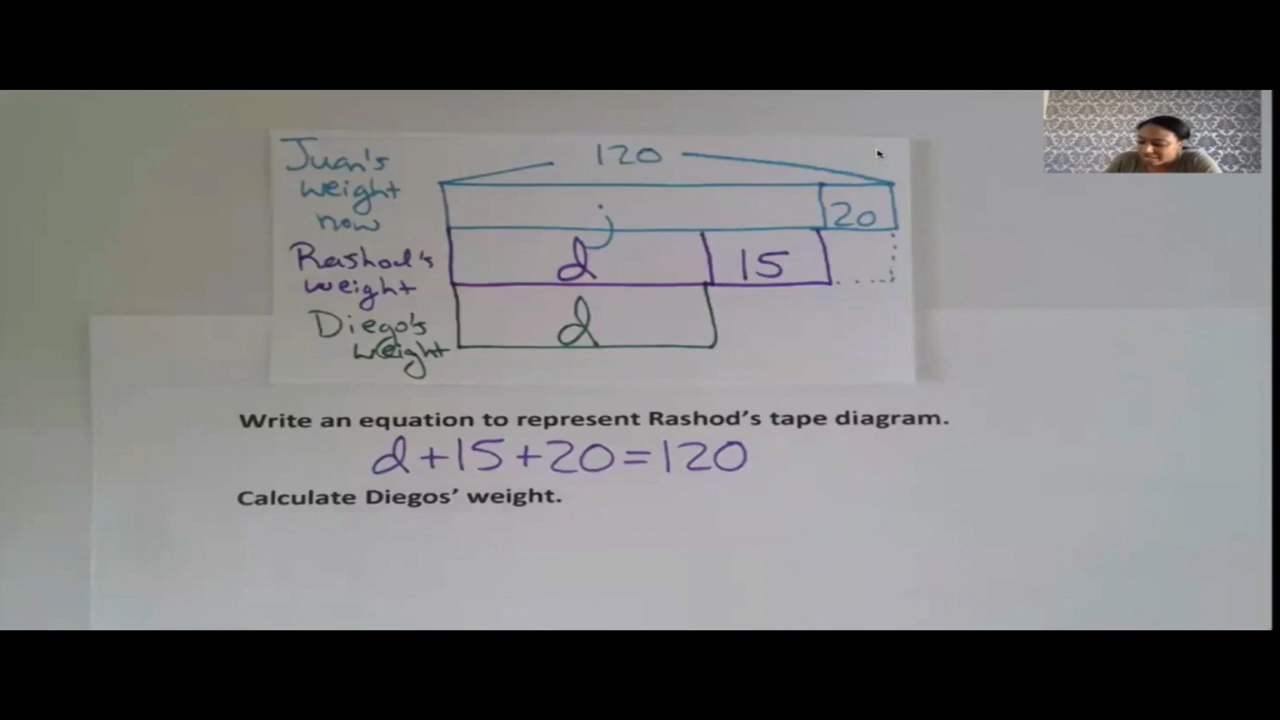 Juan's
weight
now
120
j
20
Rashod's
weight
d
15
Diego's
weight
d
Write an equation to represent Rashod's tape diagram.
d+15+20=120
Calculate Diegos' weight.